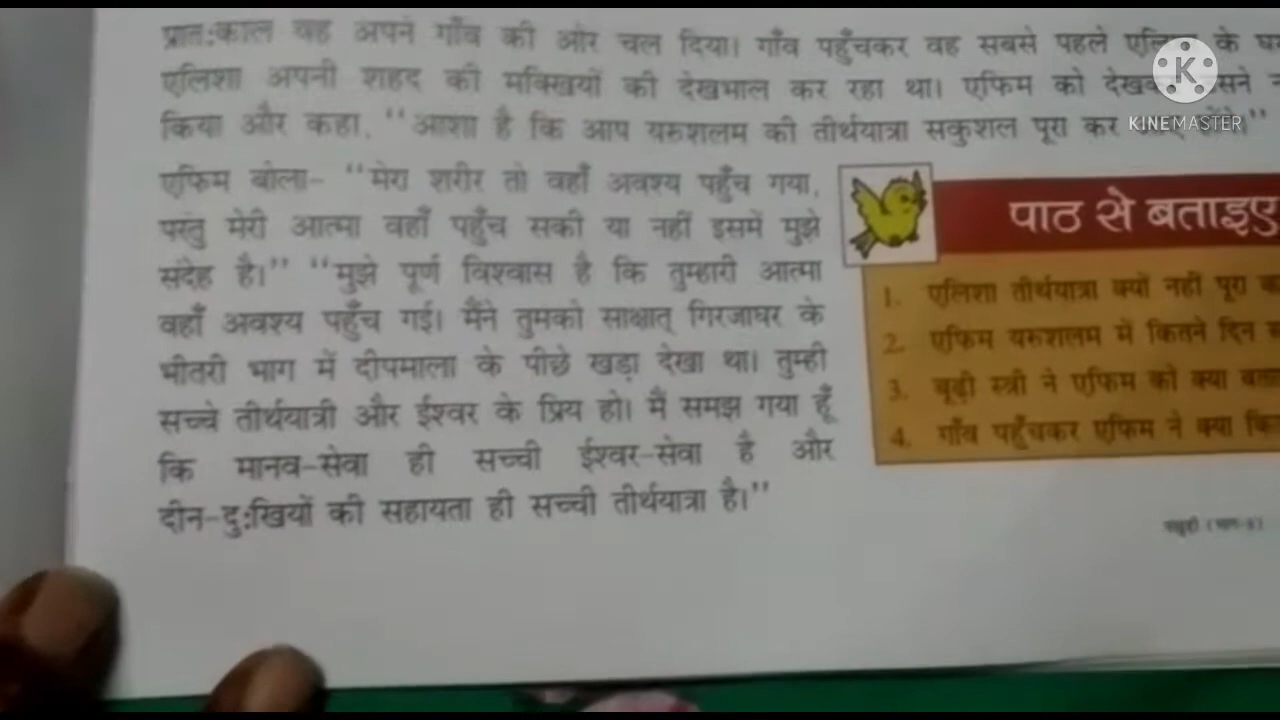 प्रातःकाल वह अपने गाँव की ओर चल दिया। गाँव पहुँचकर वह सबसे पहले के
एलिशा अपनी शहद की मक्खियों की देखभाल कर रहा था। एफिम को
किया और कहा, "आशा है कि आप यरुशलम की तीर्थयात्रा सकुशल पूरा कर
एफिम बोला– "मेरा शरीर तो वहाँ अवश्य पहुँच गया,
परंतु मेरी आत्मा वहाँ पहुँच सकी या नहीं इसमें मुझे
संदेह है।" "मुझे पूर्ण विश्वास है कि तुम्हारी आत्मा
वहाँ अवश्य पहुँच गई। मैंने तुमको साक्षात् गिरजाघर के
भीतरी भाग में दीपमाला के पीछे खड़ा देखा था। तुम्ही
सच्चे तीर्थयात्री और ईश्वर के प्रिय हो। मैं समझ गया हूँ
कि मानव-सेवा ही सच्ची ईश्वर-सेवा है और
दीन-दुःखियों की सहायता ही सच्ची तीर्थयात्रा है।"
पाठ से बताइए
1. एलिशा तीर्थयात्रा क्यों नहीं पूरा
2. एफिम यरुशलम में कितने दिन
3. बूढ़ी स्त्री ने एफिम को क्या
4. गाँव पहुँचकर एफिम ने क्या
KINEMASTER